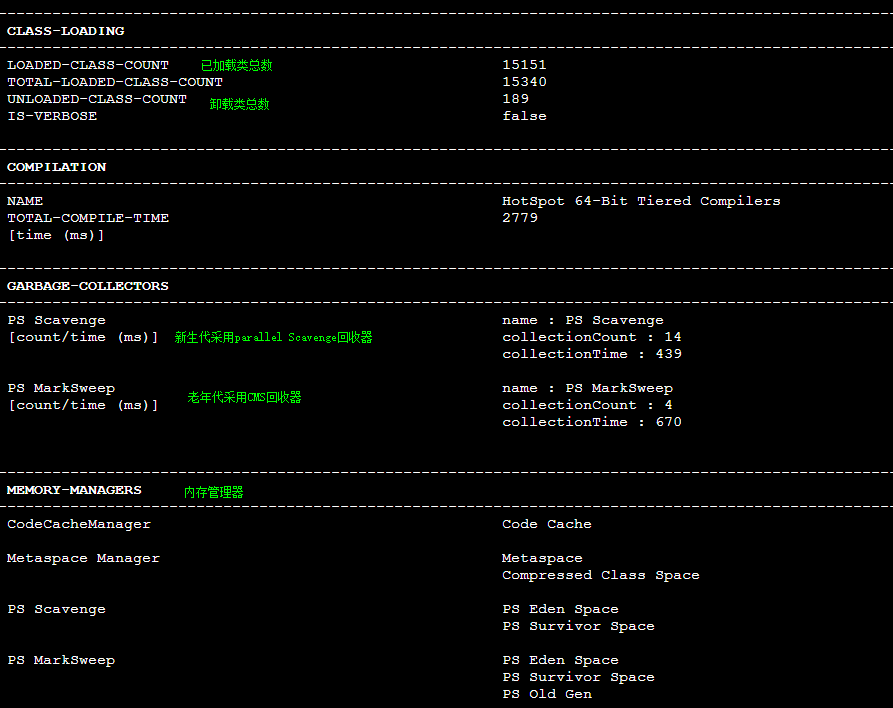 CLASS-LOADING
LOADED-CLASS-COUNT 已加载类总数 15151
TOTAL-LOADED-CLASS-COUNT 15340
UNLOADED-CLASS-COUNT 卸载类总数 189
IS-VERBOSE false
COMPILATION
NAME HotSpot 64-Bit Tiered Compilers
TOTAL-COMPILE-TIME 2779
[time (ms)]
GARBAGE-COLLECTORS
PS Scavenge name : PS Scavenge
[count/time (ms)] 新生代采用parallel Scavenge回收器 collectionCount : 14
collectionTime : 439
PS MarkSweep name : PS MarkSweep
[count/time (ms)] 老年代采用CMS回收器 collectionCount : 4
collectionTime : 670
MEMORY-MANAGERS 内存管理器
CodeCacheManager Code Cache
Metaspace Manager Metaspace
Compressed Class Space
PS Scavenge PS Eden Space
PS Survivor Space
PS MarkSweep PS Eden Space
PS Survivor Space
PS Old Gen